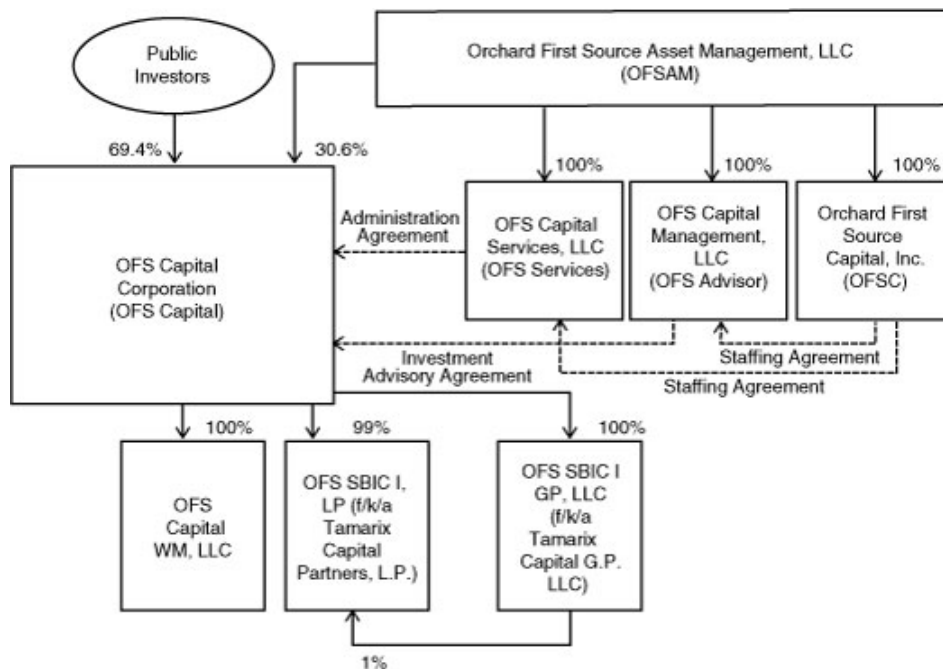 Public
Investors
Orchard First Source Asset Management, LLC
(OFSAM)
69.4%
30.6%
100%
100%
100%
OFS Capital
Corporation
(OFS Capital)
Administration
Agreement
OFS Capital
Services, LLC
(OFS Services)
OFS Capital
Management,
LLC
(OFS Advisor)
Orchard First
Source
Capital, Inc.
(OFSC)
Investment
Advisory Agreement
Staffing Agreement
Staffing Agreement
100%
99%
100%
OFS
Capital
WM, LLC
OFS SBIC I,
LP (f/k/a
Tamarix
Capital
Partners, L.P.)
OFS SBIC I
GP, LLC
(f/k/a
Tamarix
Capital G.P.
LLC)
1%